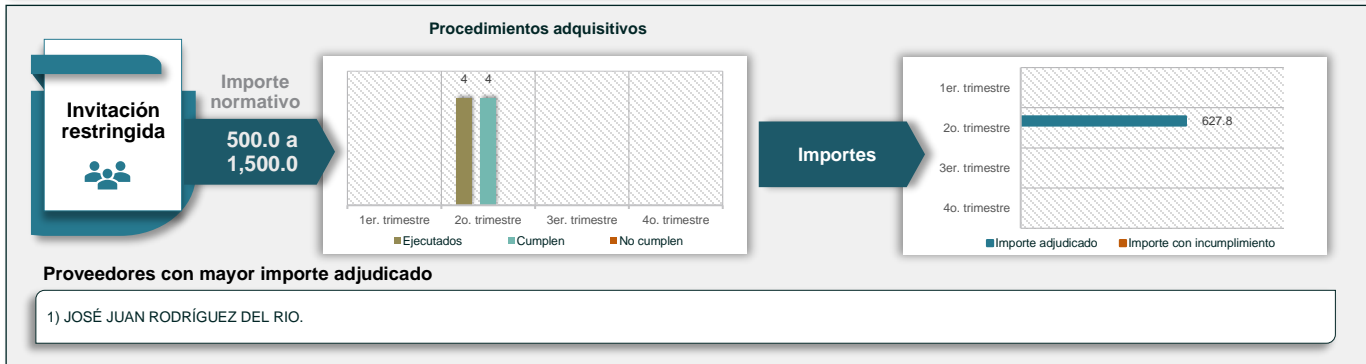 Procedimientos adquisitivos
Invitación
restringida
Importe
normativo
500.0 a
1,500.0
4 4
1er. trimestre 2o. trimestre 3er. trimestre 4o. trimestre
Ejecutados Cumplen No cumplen
Importes
1er. trimestre
2o. trimestre
627.8
3er. trimestre
4o. trimestre
Importe adjudicado Importe con incumplimiento
Proveedores con mayor importe adjudicado
1) JOSÉ JUAN RODRÍGUEZ DEL RIO.